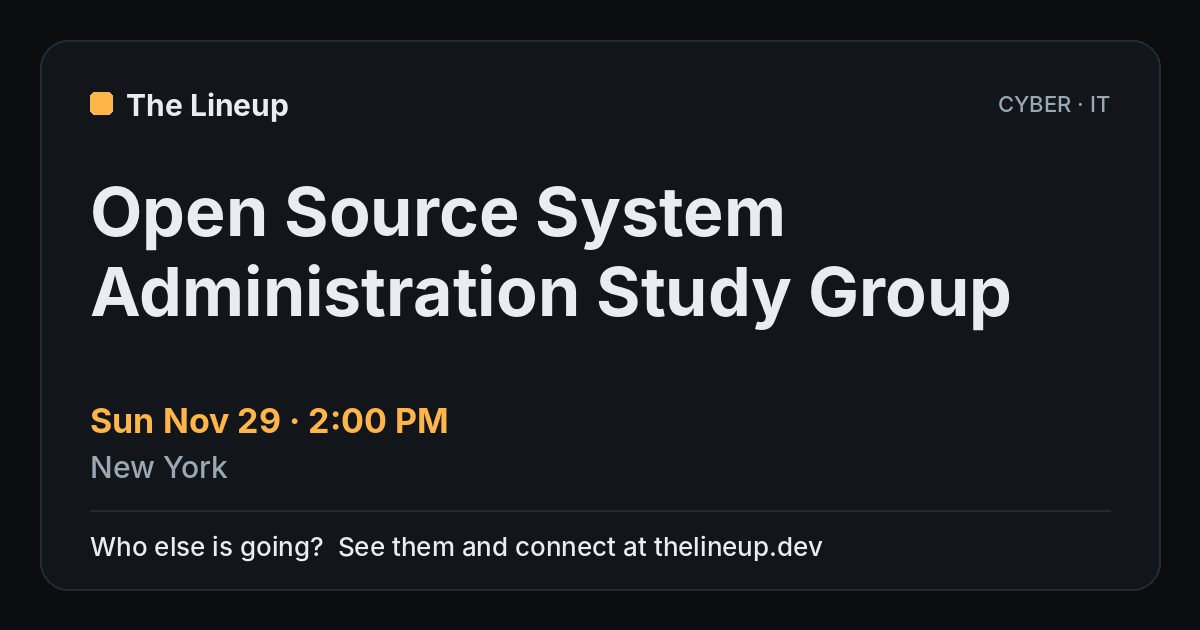 The Lineup
CYBER · IT
Open Source System
Administration Study Group
Sun Nov 29 · 2:00 PM
New York
Who else is going? See them and connect at thelineup.dev